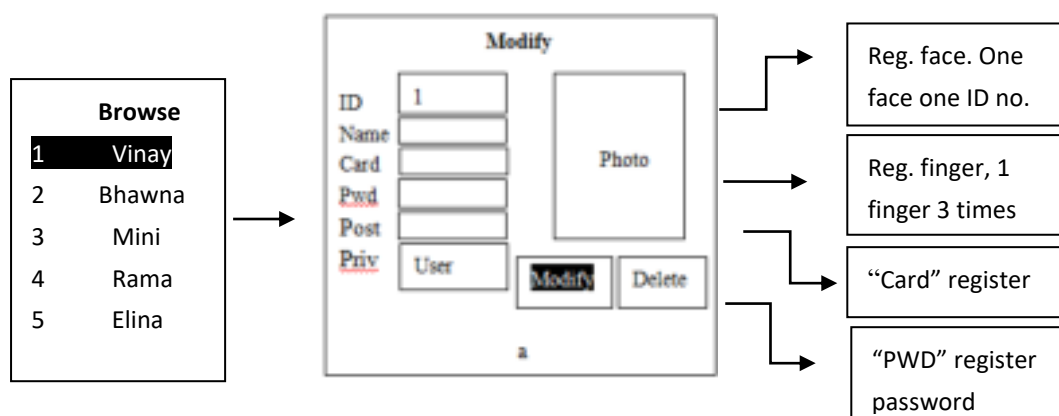 Browse
1 Vinay
2 Bhawna
3 Mini
4 Rama
5 Elina
Modify
ID 1
Name
Card
Pwd
Post
Priv User
Photo
Modify Delete
a
Reg. face. One
face one ID no.
Reg. finger, 1
finger 3 times
“Card” register
“PWD” register
password